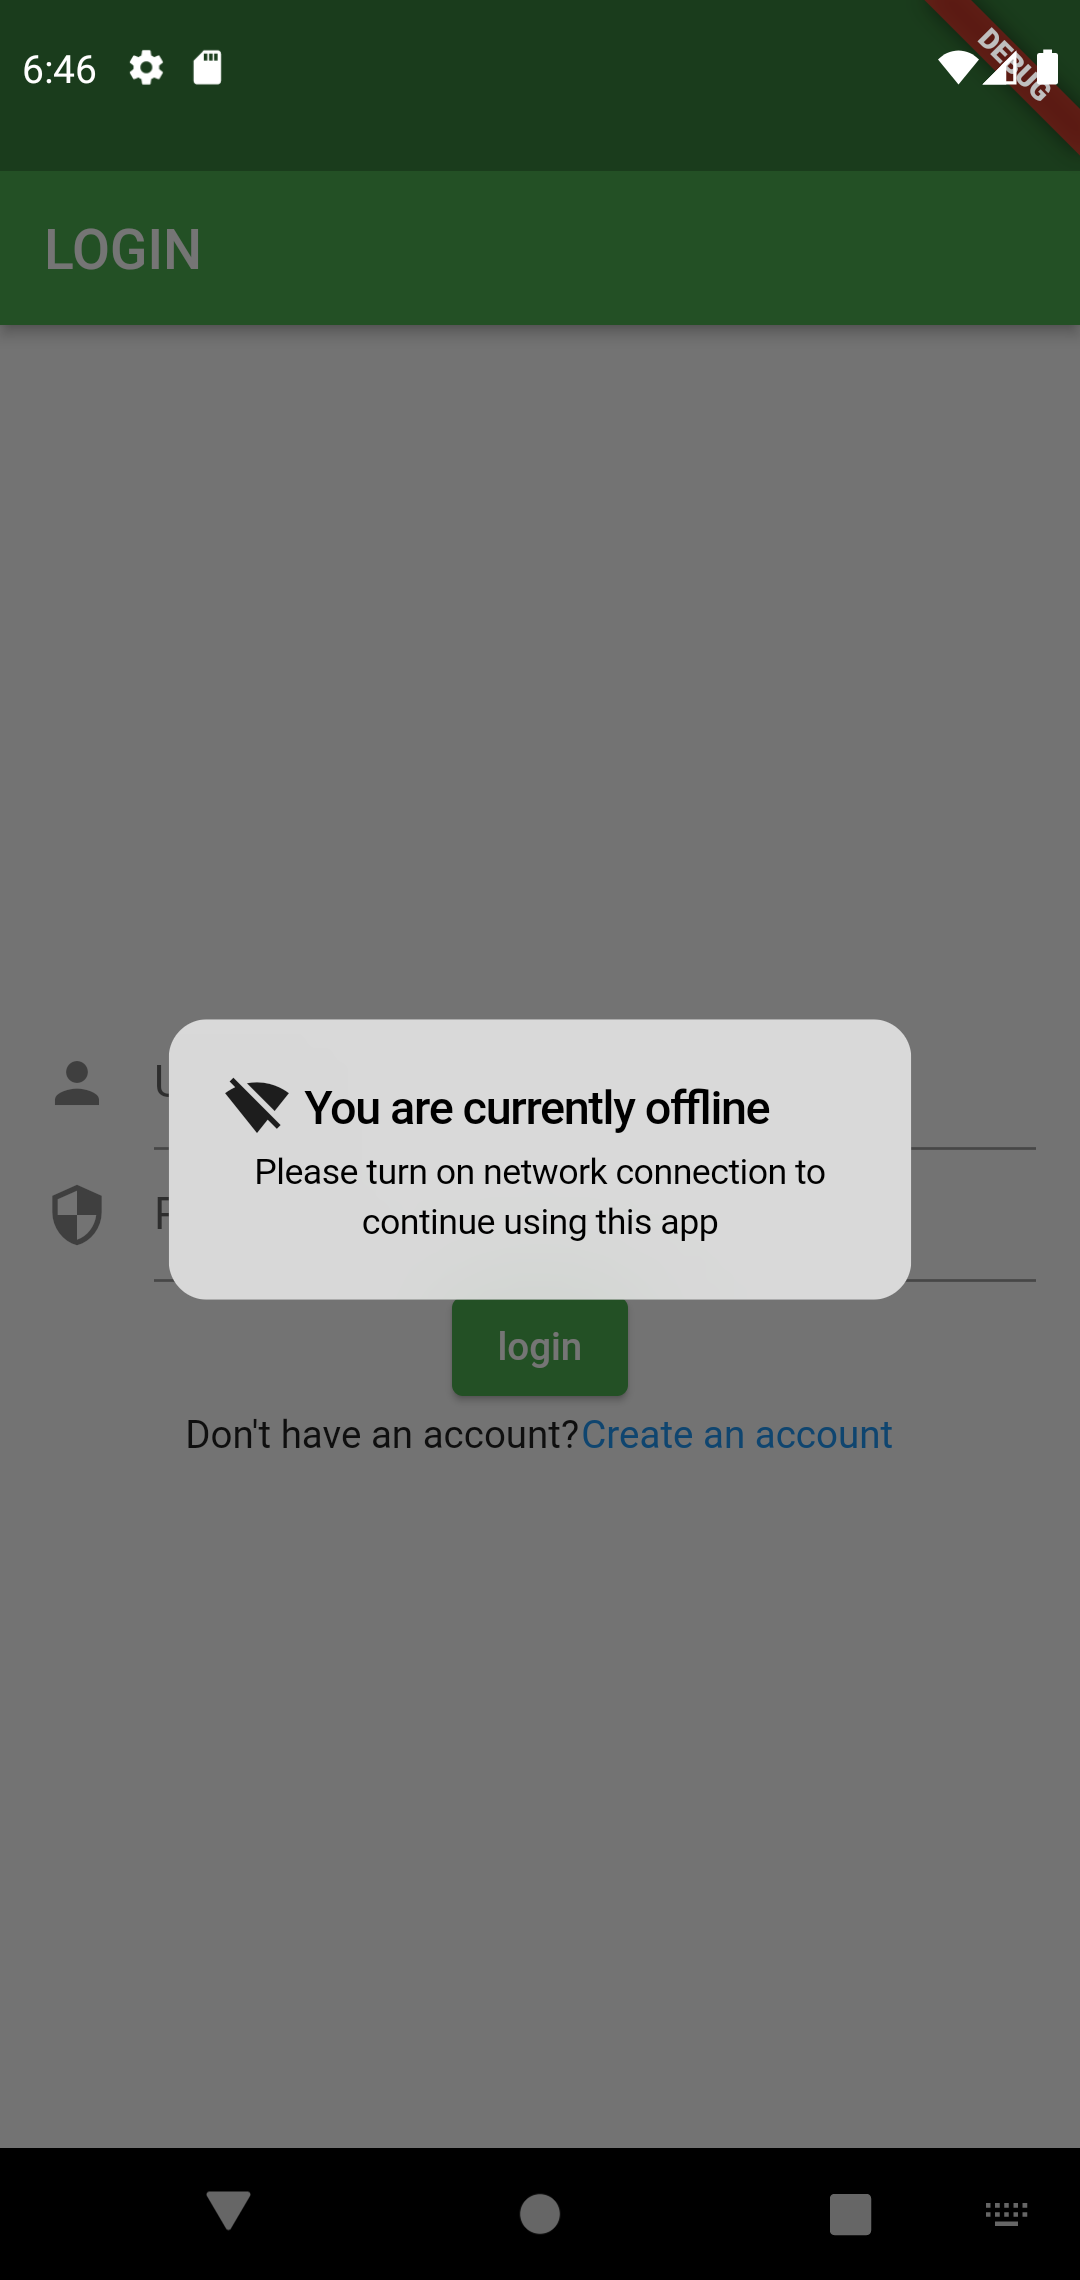 6:46
DEBUG
LOGIN
U
You are currently offline
Please turn on network connection to
continue using this app
login
Don't have an account?Create an account